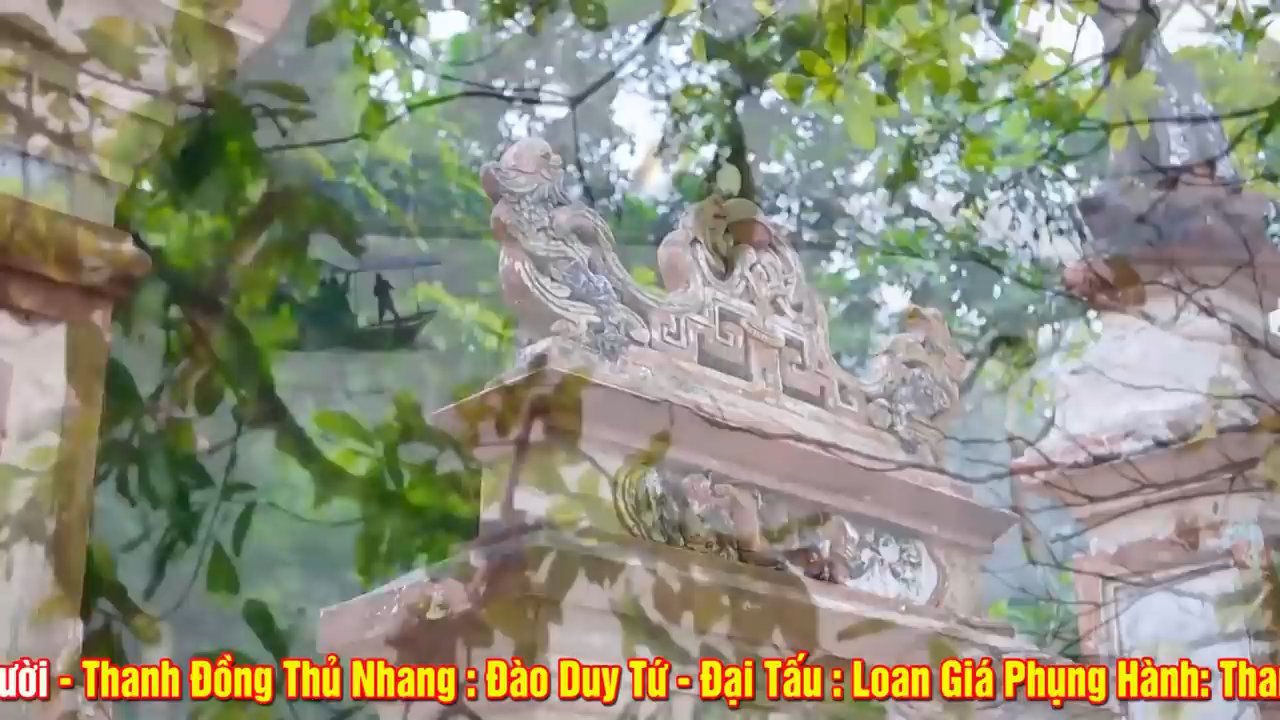 ười - Thanh Đồng Thủ Nhang : Đào Duy Tứ - Đại Tấu : Loan Giá Phụng Hành: Tha